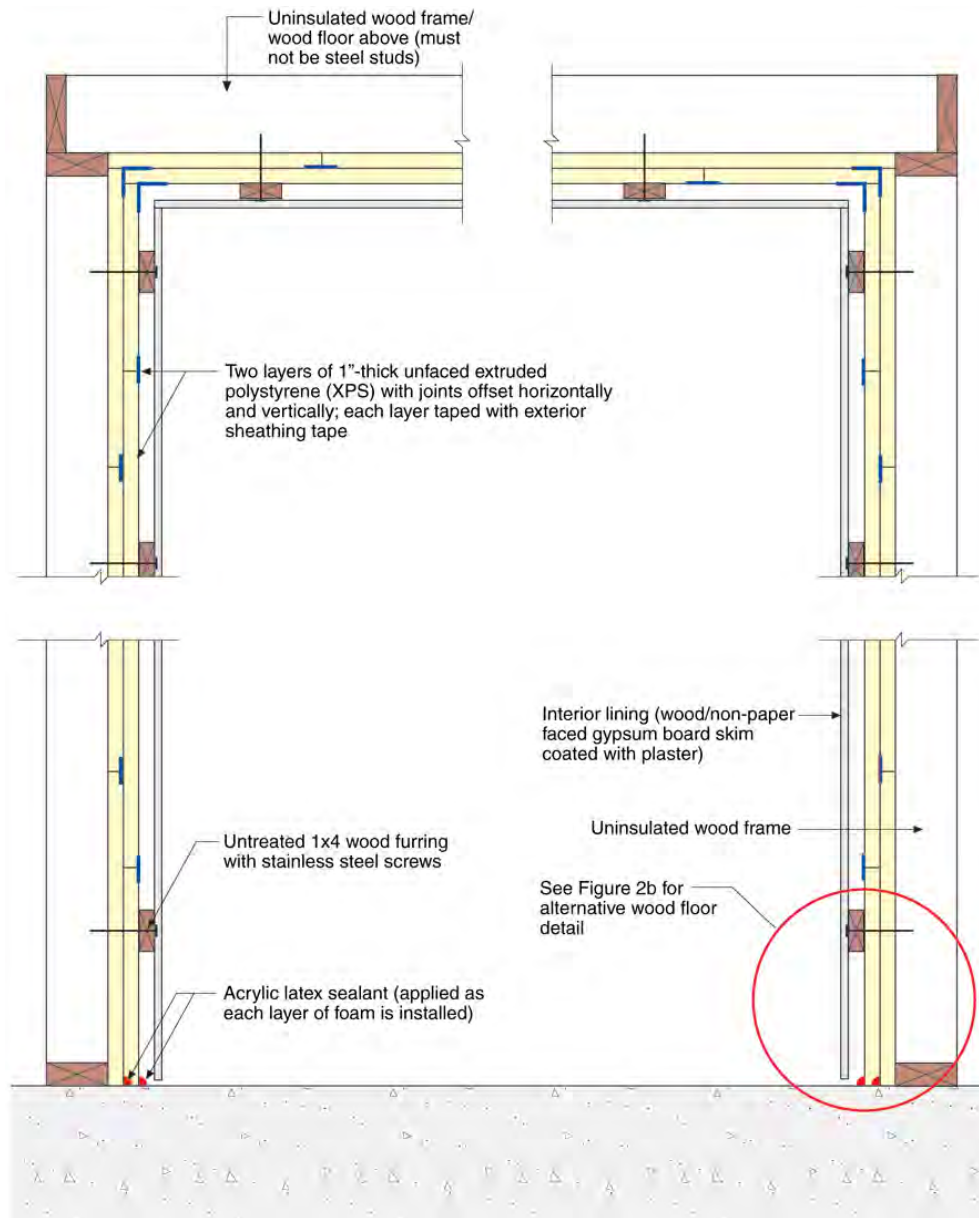 Uninsulated wood frame/
wood floor above (must
not be steel studs)
Two layers of 1”-thick unfaced extruded
polystyrene (XPS) with joints offset horizontally
and vertically; each layer taped with exterior
sheathing tape
Interior lining (wood/non-paper
faced gypsum board skim
coated with plaster)
Uninsulated wood frame
Untreated 1x4 wood furring
with stainless steel screws
See Figure 2b for
alternative wood floor
detail
Acrylic latex sealant (applied as
each layer of foam is installed)